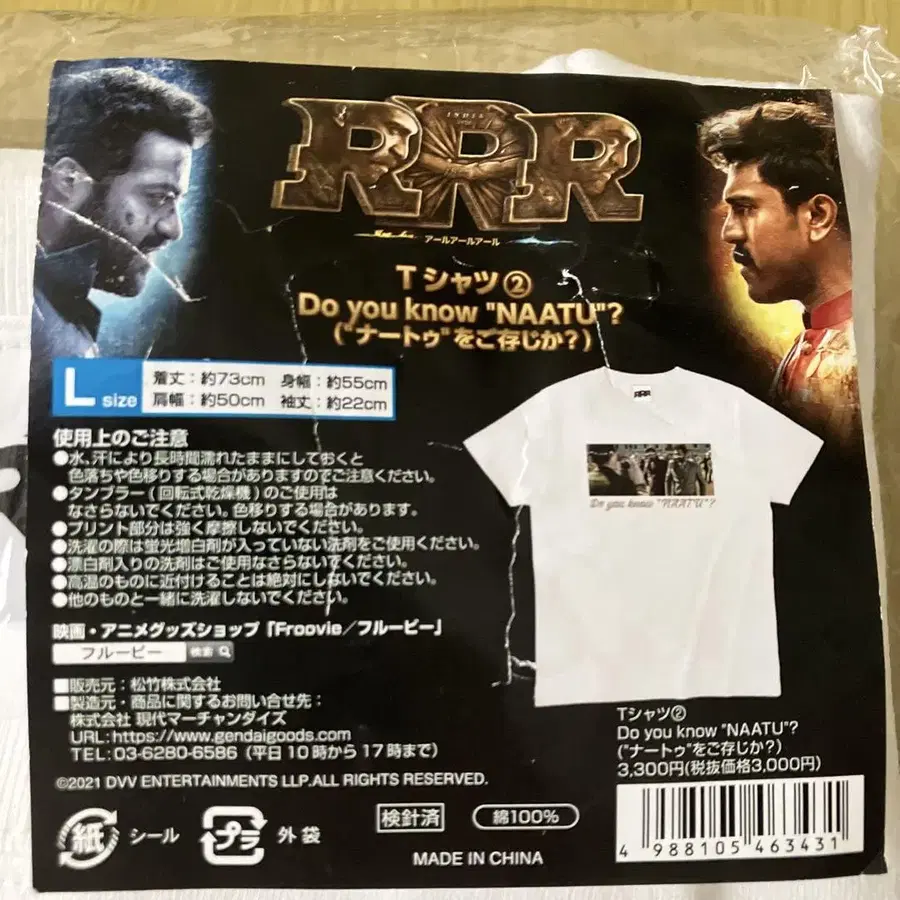 INDIA
RRR
アールアールアール
Tシャツ②
Do you know "NAATU"?
("ナートゥ"をご存じか?)
L size
着丈:約73cm 身幅:約55cm
肩幅:約50cm 袖丈:約22cm
使用上のご注意
●水、汗により長時間濡れたままにしておくと
色落ちや色移りする場合がありますのでご注意ください。
●タンブラー(回転式乾燥機)のご使用は
なさらないでください。色移りする場合があります。
●プリント部分は強く摩擦しないでください。
●洗濯の際は蛍光増白剤が入っていない洗剤をご使用ください。
●漂白剤入りの洗剤はご使用なさらないでください。
●高温のものに近付けることは絶対にしないでください。
●他のものと一緒に洗濯しないでください。
映画・アニメグッズショップ「Froovie/フルービー」
フルービー 検索
■販売元:松竹株式会社
■製造元・商品に関するお問い合せ先:
株式会社 現代マーチャンダイズ
URL:https://www.gendaigoods.com
TEL:03-6280-6586(平日10時から17時まで)
©2021 DVV ENTERTAINMENTS LLP.ALL RIGHTS RESERVED.
紙 シール
プラ 外袋
検針済
綿100%
MADE IN CHINA
RRR
Do you know "NAATU"?
Tシャツ②
Do you know "NAATU"?
("ナートゥ"をご存じか?)
3,300円(税抜価格3,000円)
4 988105 463431